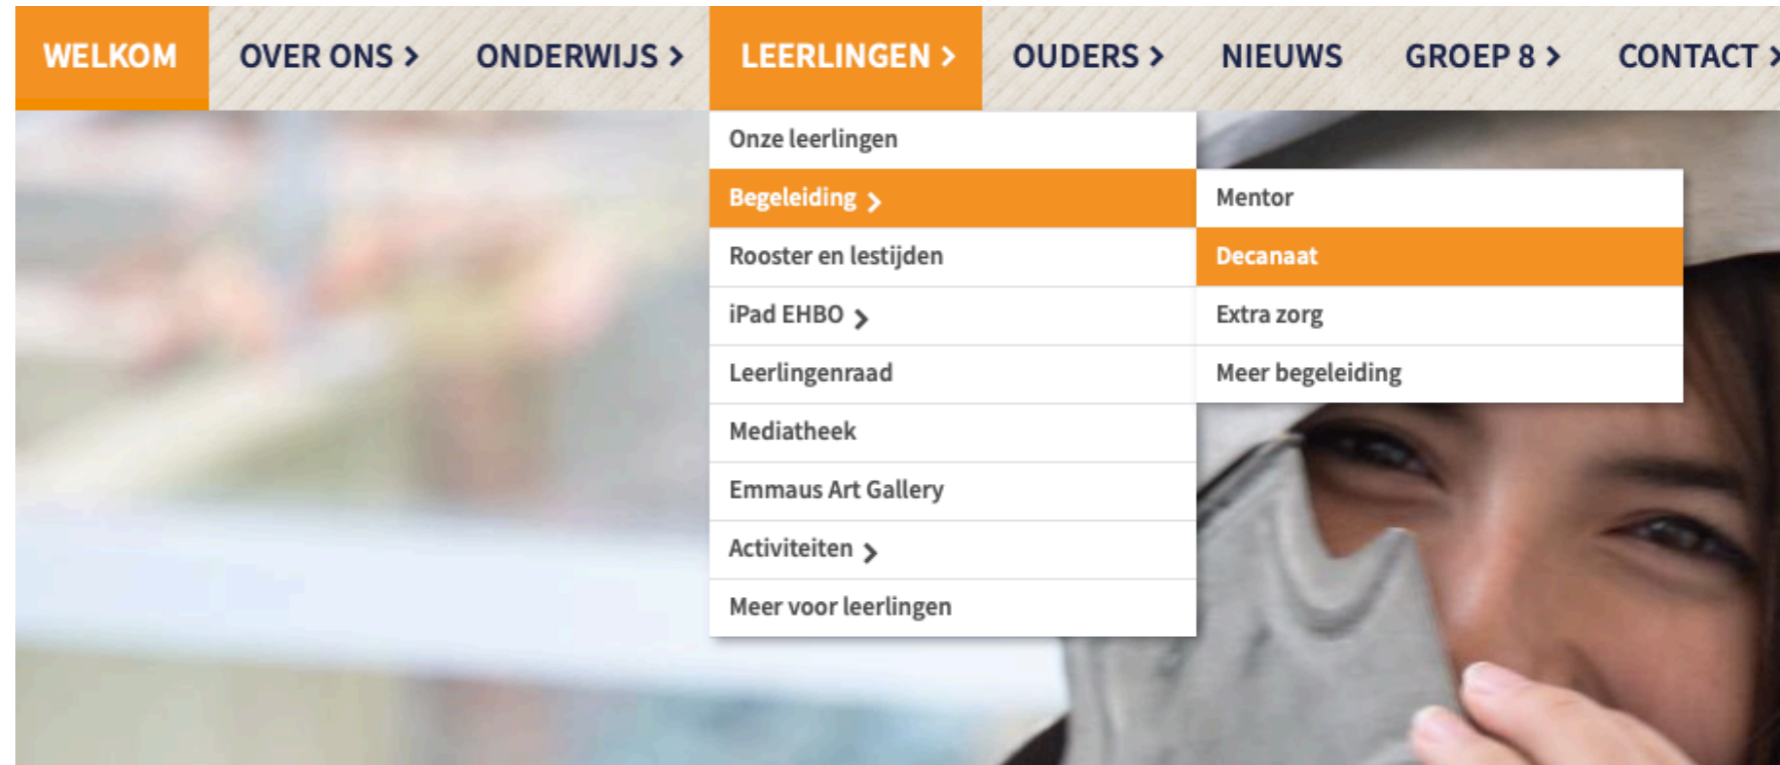 WELKOM OVER ONS > ONDERWIJS > LEERLINGEN > OUDERS > NIEUWS GROEP 8 > CONTACT >
Onze leerlingen
Begeleiding >
Mentor
Rooster en lestijden
Decanaat
iPad EHBO >
Extra zorg
Leerlingenraad
Meer begeleiding
Mediatheek
Emmaus Art Gallery
Activiteiten >
Meer voor leerlingen